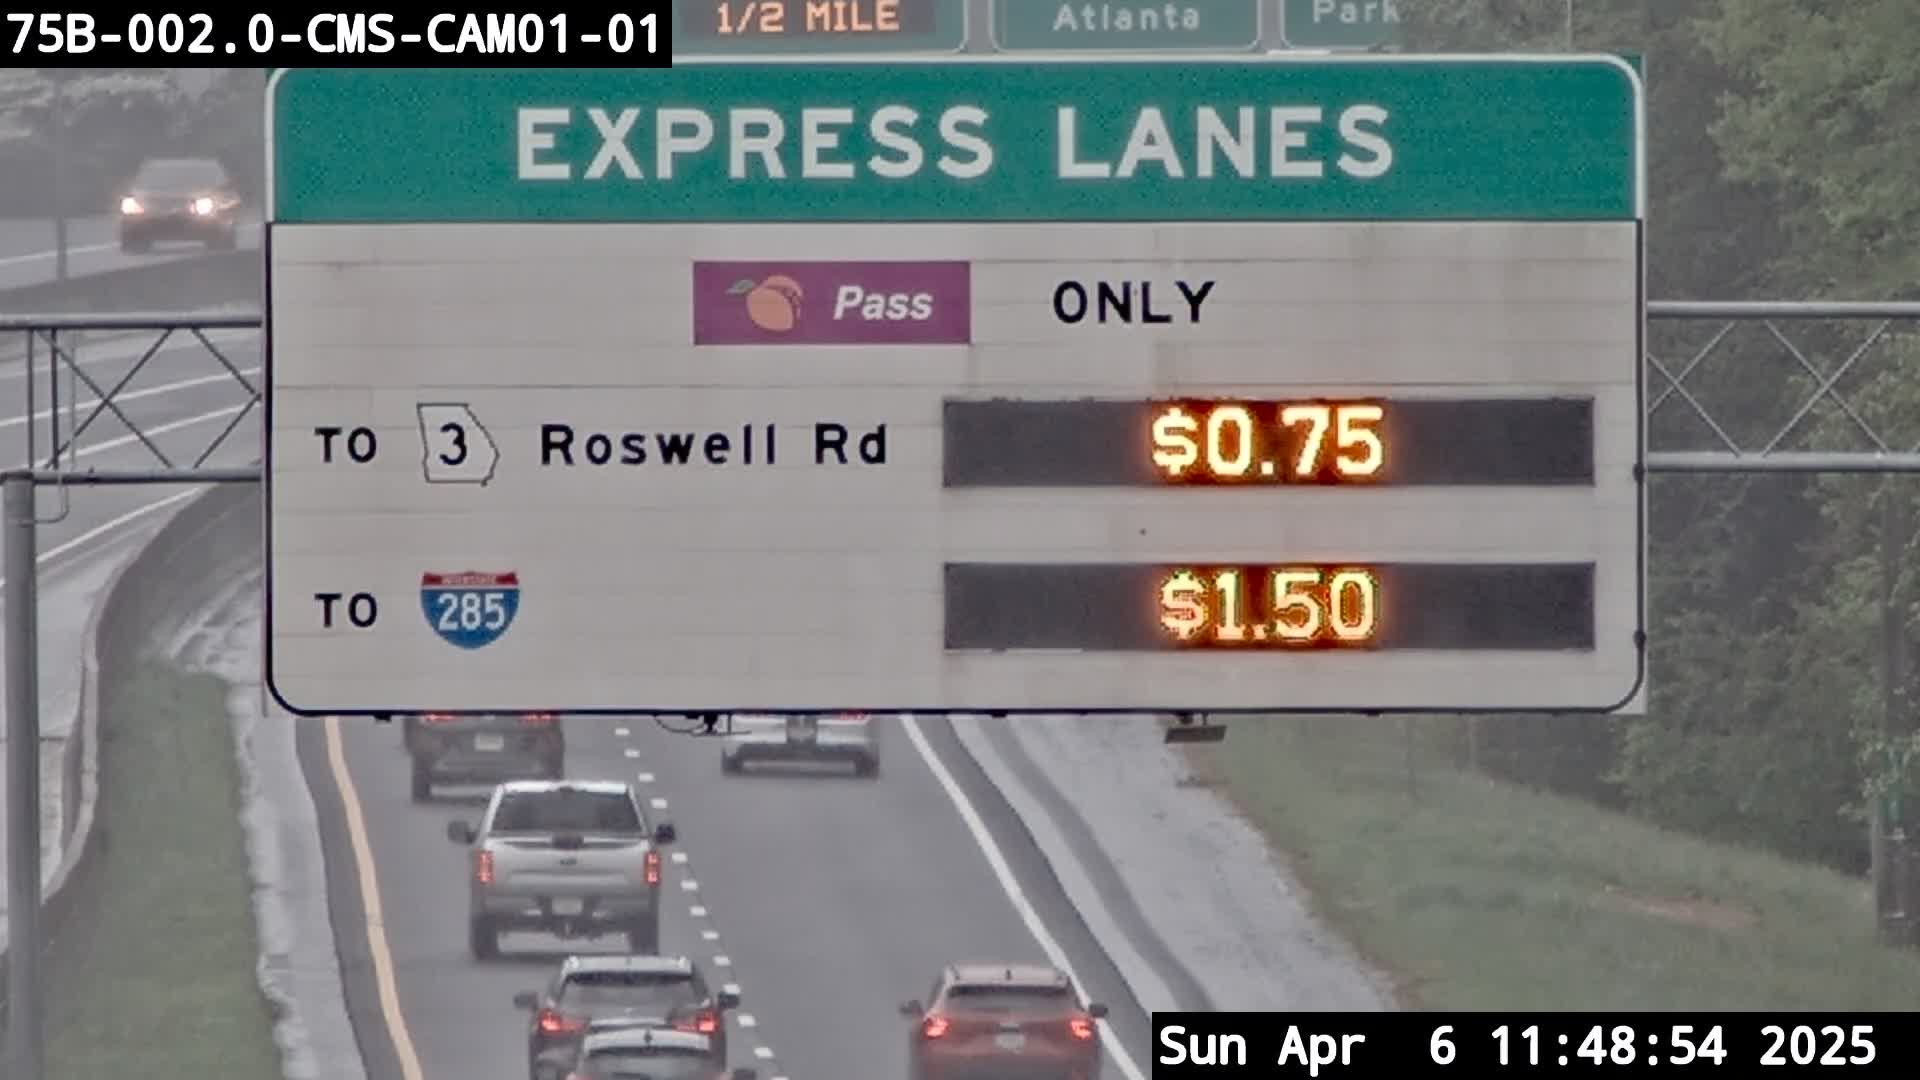 75B-002.0-CMS-CAM01-01
1/2 MILE
Atlanta
Park
EXPRESS LANES
Pass ONLY
TO 3 Roswell Rd $0.75
TO INTERSTATE 285 $1.50
Sun Apr 6 11:48:54 2025